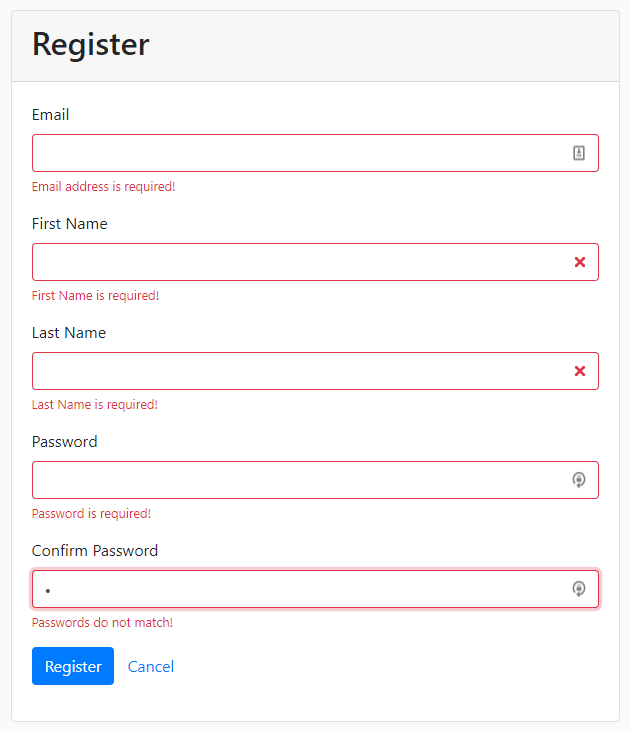 Register
Email
Email address is required!
First Name
First Name is required!
Last Name
Last Name is required!
Password
Password is required!
Confirm Password
•
Passwords do not match!
Register Cancel